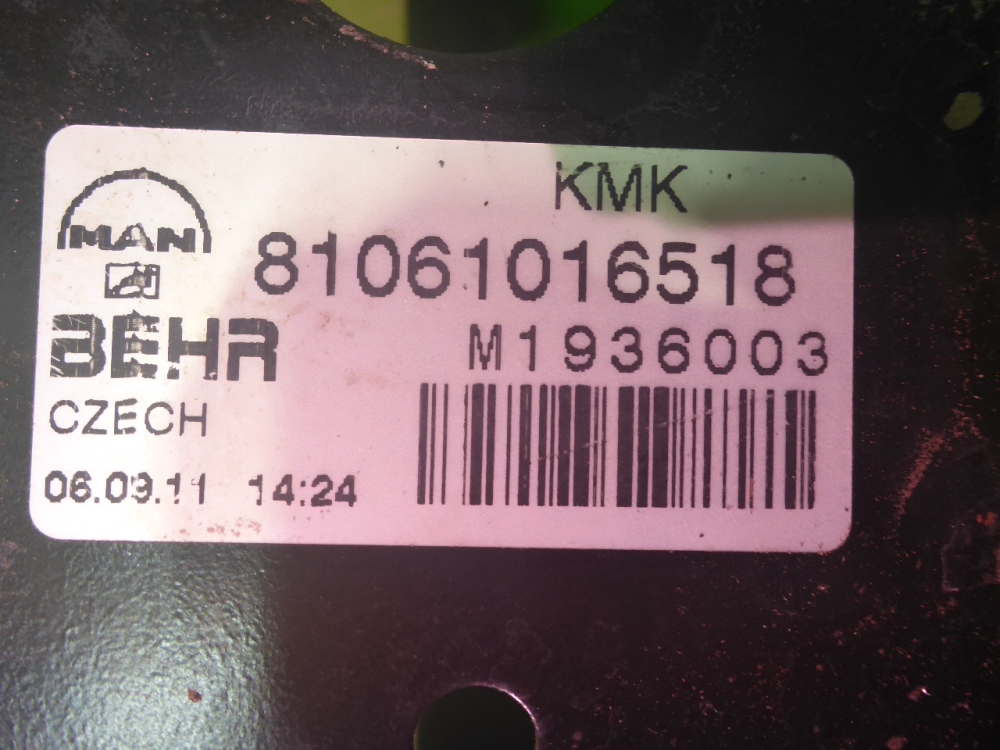 KMK
MAN
81061016518
BEHR
M1936003
CZECH
06.09.11 14:24